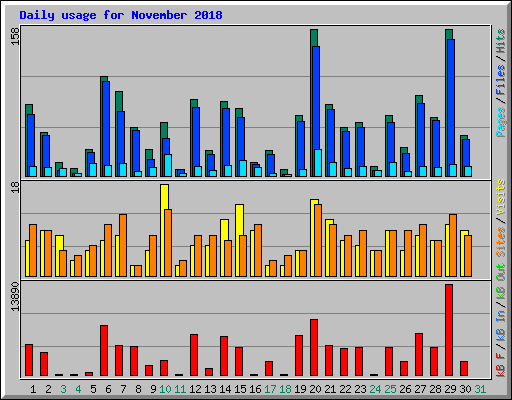 Daily usage for November 2018
158
Pages / Files / Hits
18
Sites / Visits
13890
kB F / kB In / kB Out
1 2 3 4 5 6 7 8 9 10 11 12 13 14 15 16 17 18 19 20 21 22 23 24 25 26 27 28 29 30 31